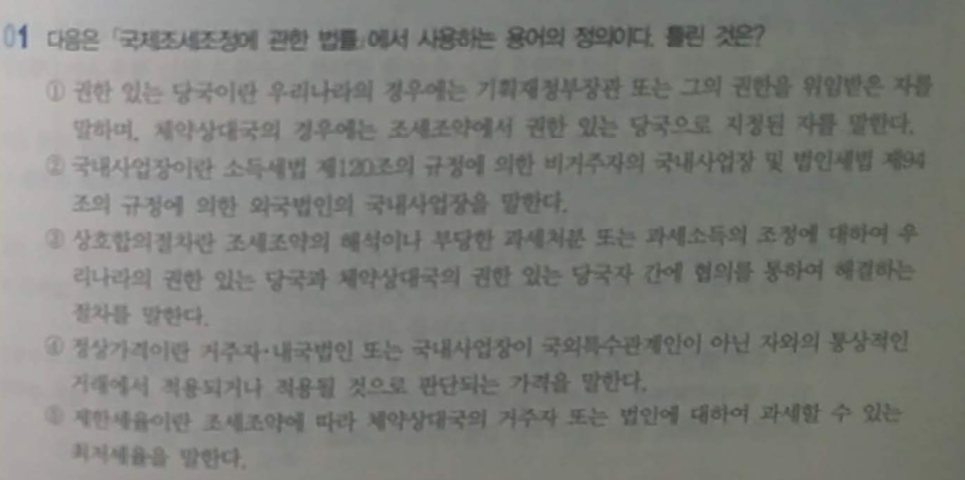 01 다음은 「국제조세조정에 관한 법률」에서 사용하는 용어의 정의이다. 틀린 것은?
① 권한 있는 당국이란 우리나라의 경우에는 기획재정부장관 또는 그의 권한을 위임받은 자를
말하며, 체약상대국의 경우에는 조세조약에서 권한 있는 당국으로 지정된 자를 말한다.
② 국내사업장이란 소득세법 제120조의 규정에 의한 비거주자의 국내사업장 및 법인세법 제94
조의 규정에 의한 외국법인의 국내사업장을 말한다.
③ 상호합의절차란 조세조약의 해석이나 부당한 과세처분 또는 과세소득의 조정에 대하여 우
리나라의 권한 있는 당국과 체약상대국의 권한 있는 당국자 간에 협의를 통하여 해결하는
절차를 말한다.
④ 정상가격이란 거주자·내국법인 또는 국내사업장이 국외특수관계인이 아닌 자와의 통상적인
거래에서 적용되거나 적용될 것으로 판단되는 가격을 말한다.
⑤ 제한세율이란 조세조약에 따라 체약상대국의 거주자 또는 법인에 대하여 과세할 수 있는
최저세율을 말한다.